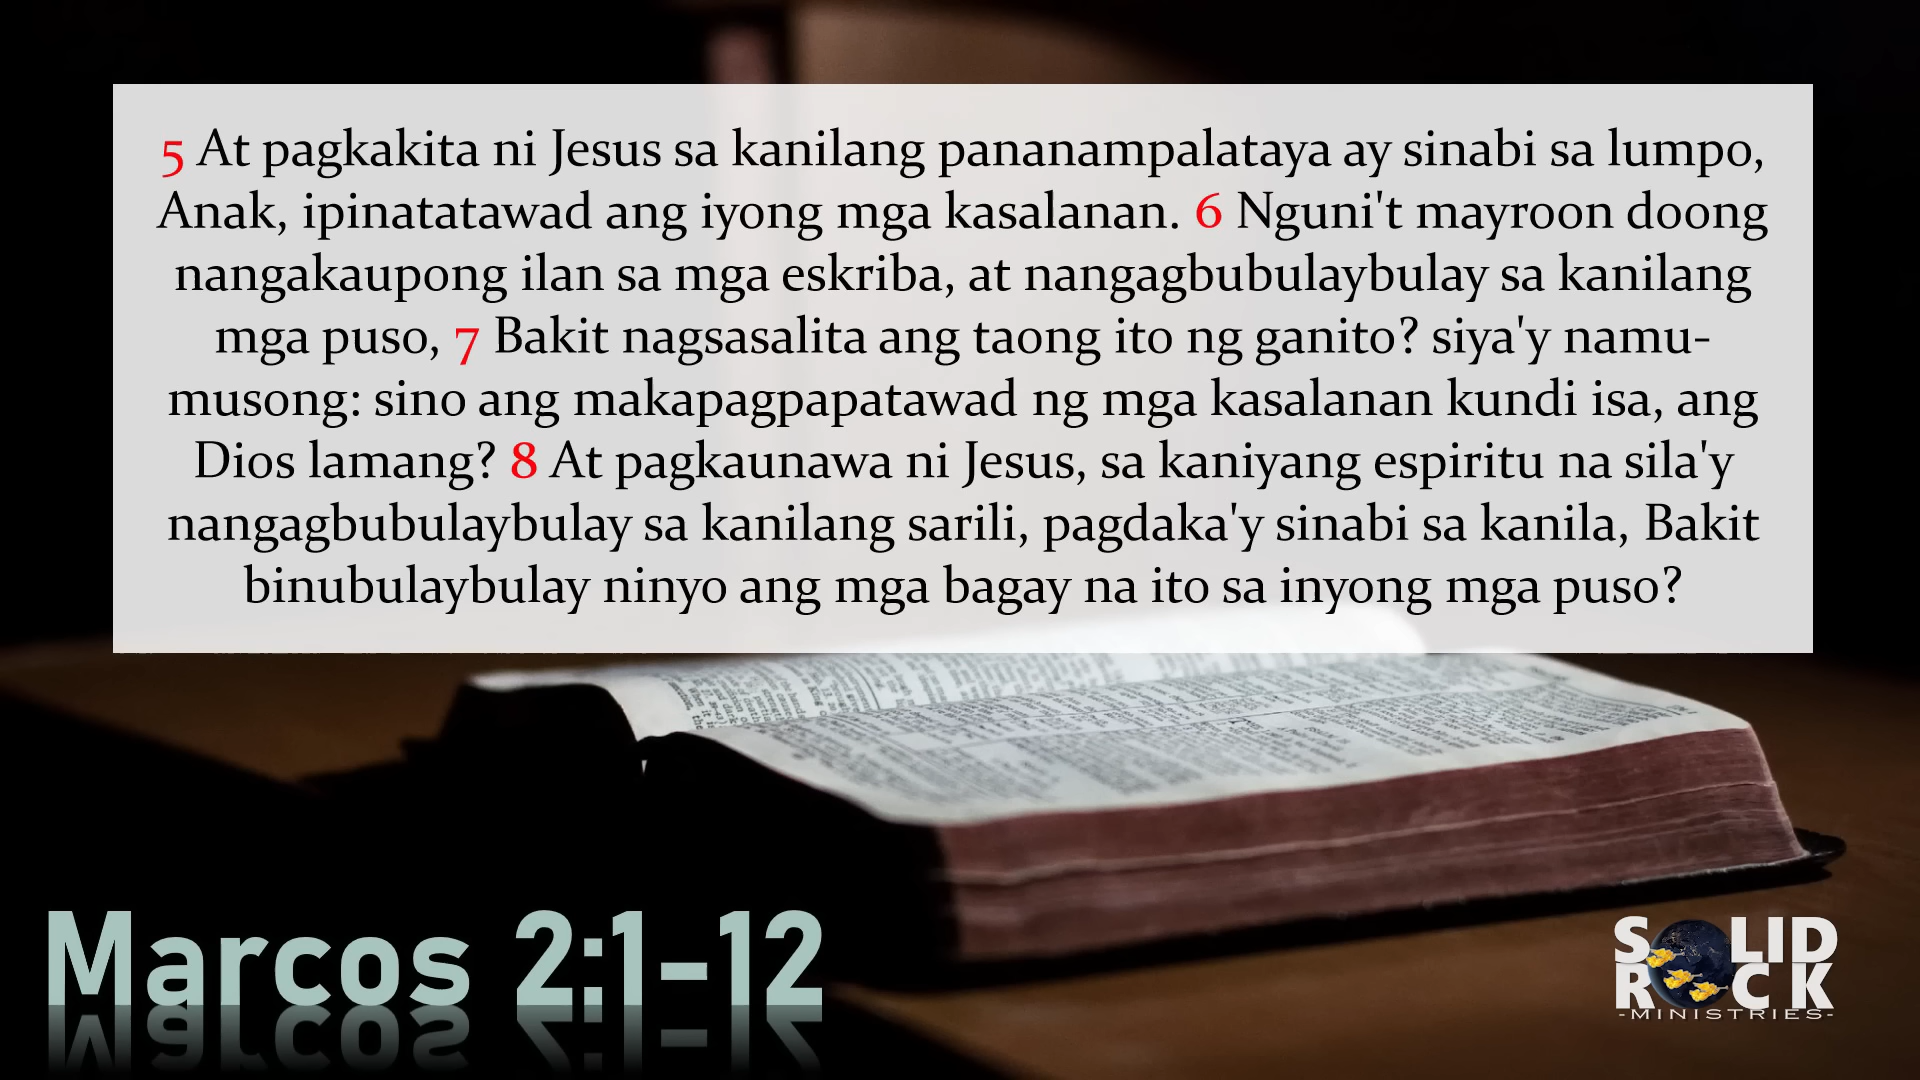 5 At pagkakita ni Jesus sa kanilang pananampalataya ay sinabi sa lumpo,
Anak, ipinatatawad ang iyong mga kasalanan. 6 Nguni't mayroon doong
nangakaupong ilan sa mga eskriba, at nangagbubulaybulay sa kanilang
mga puso, 7 Bakit nagsasalita ang taong ito ng ganito? siya'y namu-
musong: sino ang makapagpapatawad ng mga kasalanan kundi isa, ang
Dios lamang? 8 At pagkaunawa ni Jesus, sa kaniyang espiritu na sila'y
nangagbubulaybulay sa kanilang sarili, pagdaka'y sinabi sa kanila, Bakit
binubulaybulay ninyo ang mga bagay na ito sa inyong mga puso?
Marcos 2:1-12
SOLID
ROCK
-MINISTRIES-